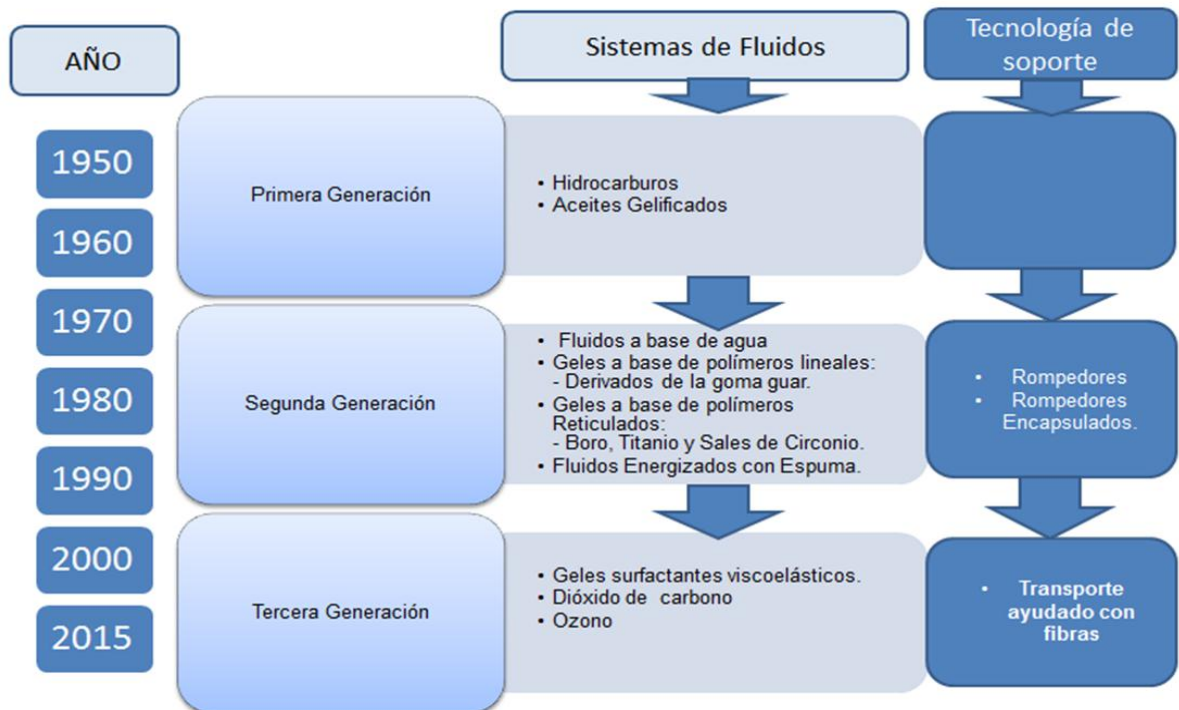 AÑO
Sistemas de Fluidos
Tecnología de
soporte
1950
1960
1970
1980
1990
2000
2015
Primera Generación
• Hidrocarburos
• Aceites Gelificados
Segunda Generación
• Fluidos a base de agua
• Geles a base de polímeros lineales:
- Derivados de la goma guar.
• Geles a base de polímeros
Reticulados:
- Boro, Titanio y Sales de Circonio.
• Fluidos Energizados con Espuma.
• Rompedores
• Rompedores
Encapsulados.
Tercera Generación
• Geles surfactantes viscoelásticos.
• Dióxido de carbono
• Ozono
• Transporte
ayudado con
fibras